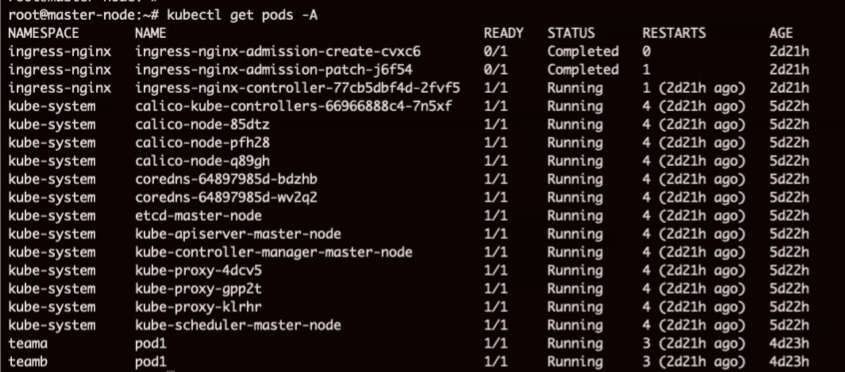 root@master-node:~# kubectl get pods -A
NAMESPACE NAME READY STATUS RESTARTS AGE
ingress-nginx ingress-nginx-admission-create-cvxc6 0/1 Completed 0 2d21h
ingress-nginx ingress-nginx-admission-patch-j6f54 0/1 Completed 1 2d21h
ingress-nginx ingress-nginx-controller-77cb5dbf4d-2fvf5 1/1 Running 1 (2d21h ago) 2d21h
kube-system calico-kube-controllers-66966888c4-7n5xf 1/1 Running 4 (2d21h ago) 5d22h
kube-system calico-node-85dtz 1/1 Running 4 (2d21h ago) 5d22h
kube-system calico-node-pfh28 1/1 Running 4 (2d21h ago) 5d22h
kube-system calico-node-q89gh 1/1 Running 4 (2d21h ago) 5d22h
kube-system coredns-64897985d-bdzhb 1/1 Running 4 (2d21h ago) 5d22h
kube-system coredns-64897985d-wv2q2 1/1 Running 4 (2d21h ago) 5d22h
kube-system etcd-master-node 1/1 Running 4 (2d21h ago) 5d22h
kube-system kube-apiserver-master-node 1/1 Running 4 (2d21h ago) 5d22h
kube-system kube-controller-manager-master-node 1/1 Running 4 (2d21h ago) 5d22h
kube-system kube-proxy-4dcv5 1/1 Running 4 (2d21h ago) 5d22h
kube-system kube-proxy-gpp2t 1/1 Running 4 (2d21h ago) 5d22h
kube-system kube-proxy-klrhr 1/1 Running 4 (2d21h ago) 5d22h
kube-system kube-scheduler-master-node 1/1 Running 4 (2d21h ago) 5d22h
teama pod1 1/1 Running 3 (2d21h ago) 4d23h
teamb pod1 1/1 Running 3 (2d21h ago) 4d23h